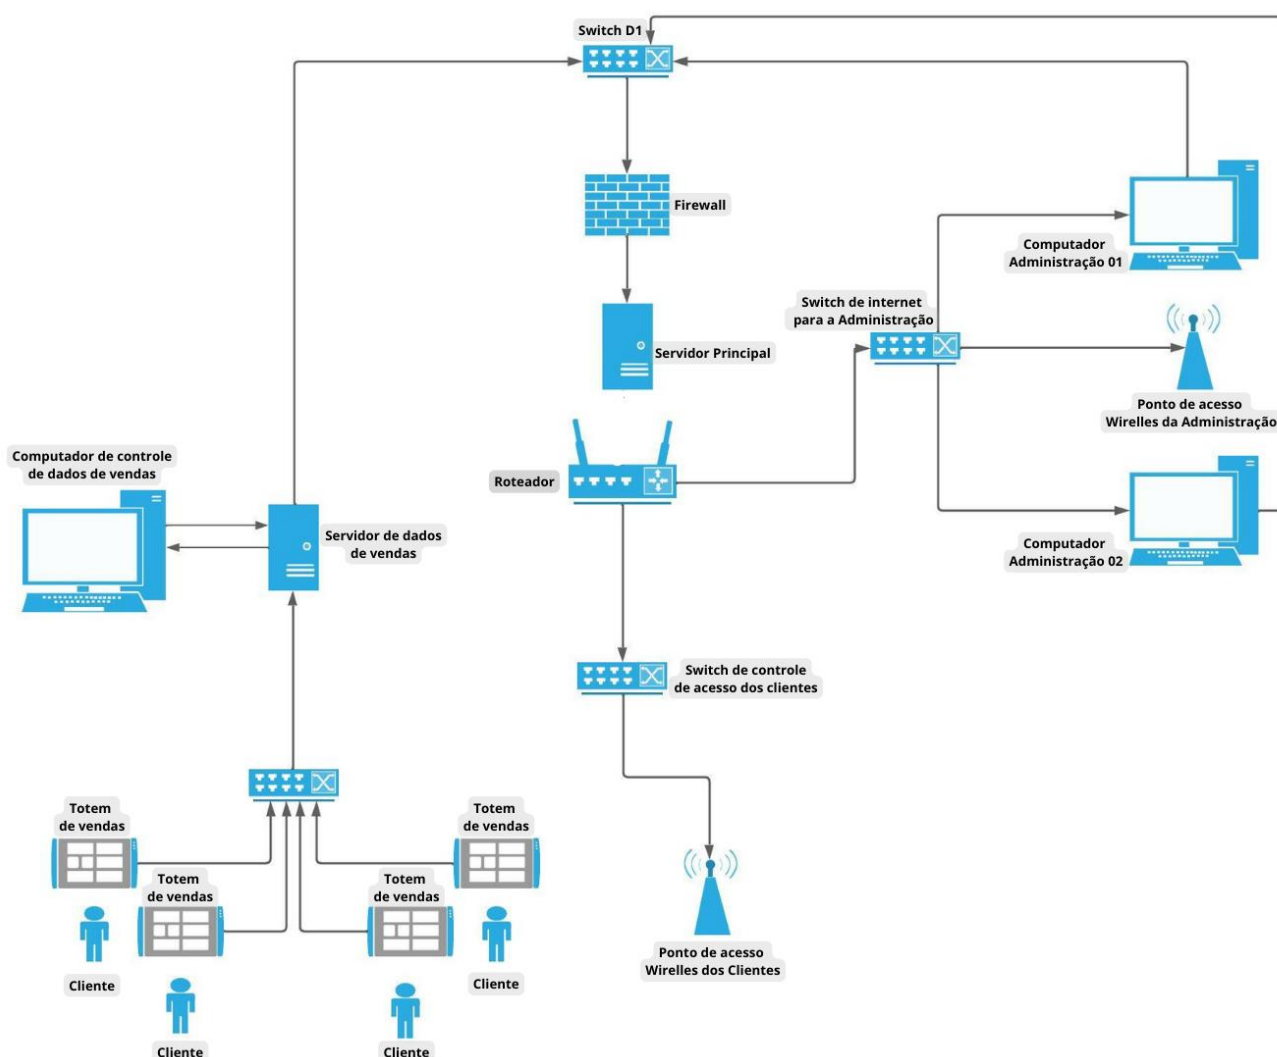 Switch D1
Firewall
Computador
Administração 01
Switch de internet
para a Administração
Servidor Principal
Ponto de acesso
Wirelles da Administração
Computador de controle
de dados de vendas
Roteador
Servidor de dados
de vendas
Computador
Administração 02
Switch de controle
de acesso dos clientes
Totem
de vendas
Totem
de vendas
Totem
de vendas
Totem
de vendas
Ponto de acesso
Wirelles dos Clientes
Cliente
Cliente
Cliente
Cliente